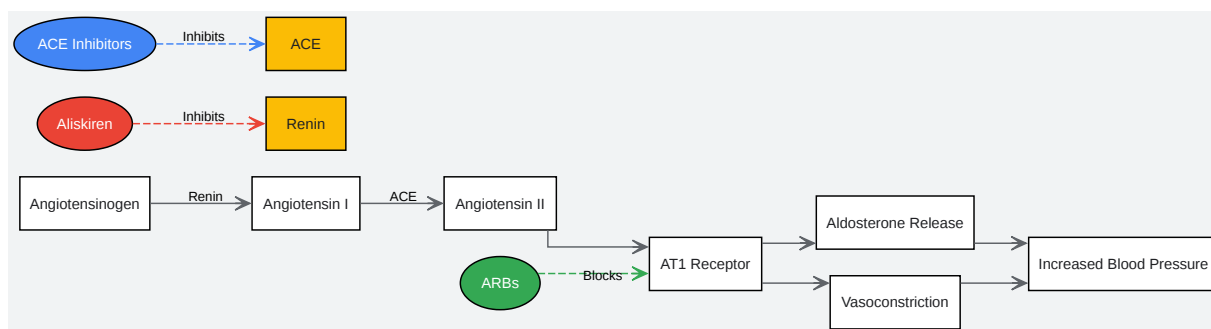 ACE Inhibitors
Inhibits
ACE
Aliskiren
Inhibits
Renin
Angiotensinogen
Renin
Angiotensin I
ACE
Angiotensin II
ARBs
Blocks
AT1 Receptor
Aldosterone Release
Vasoconstriction
Increased Blood Pressure